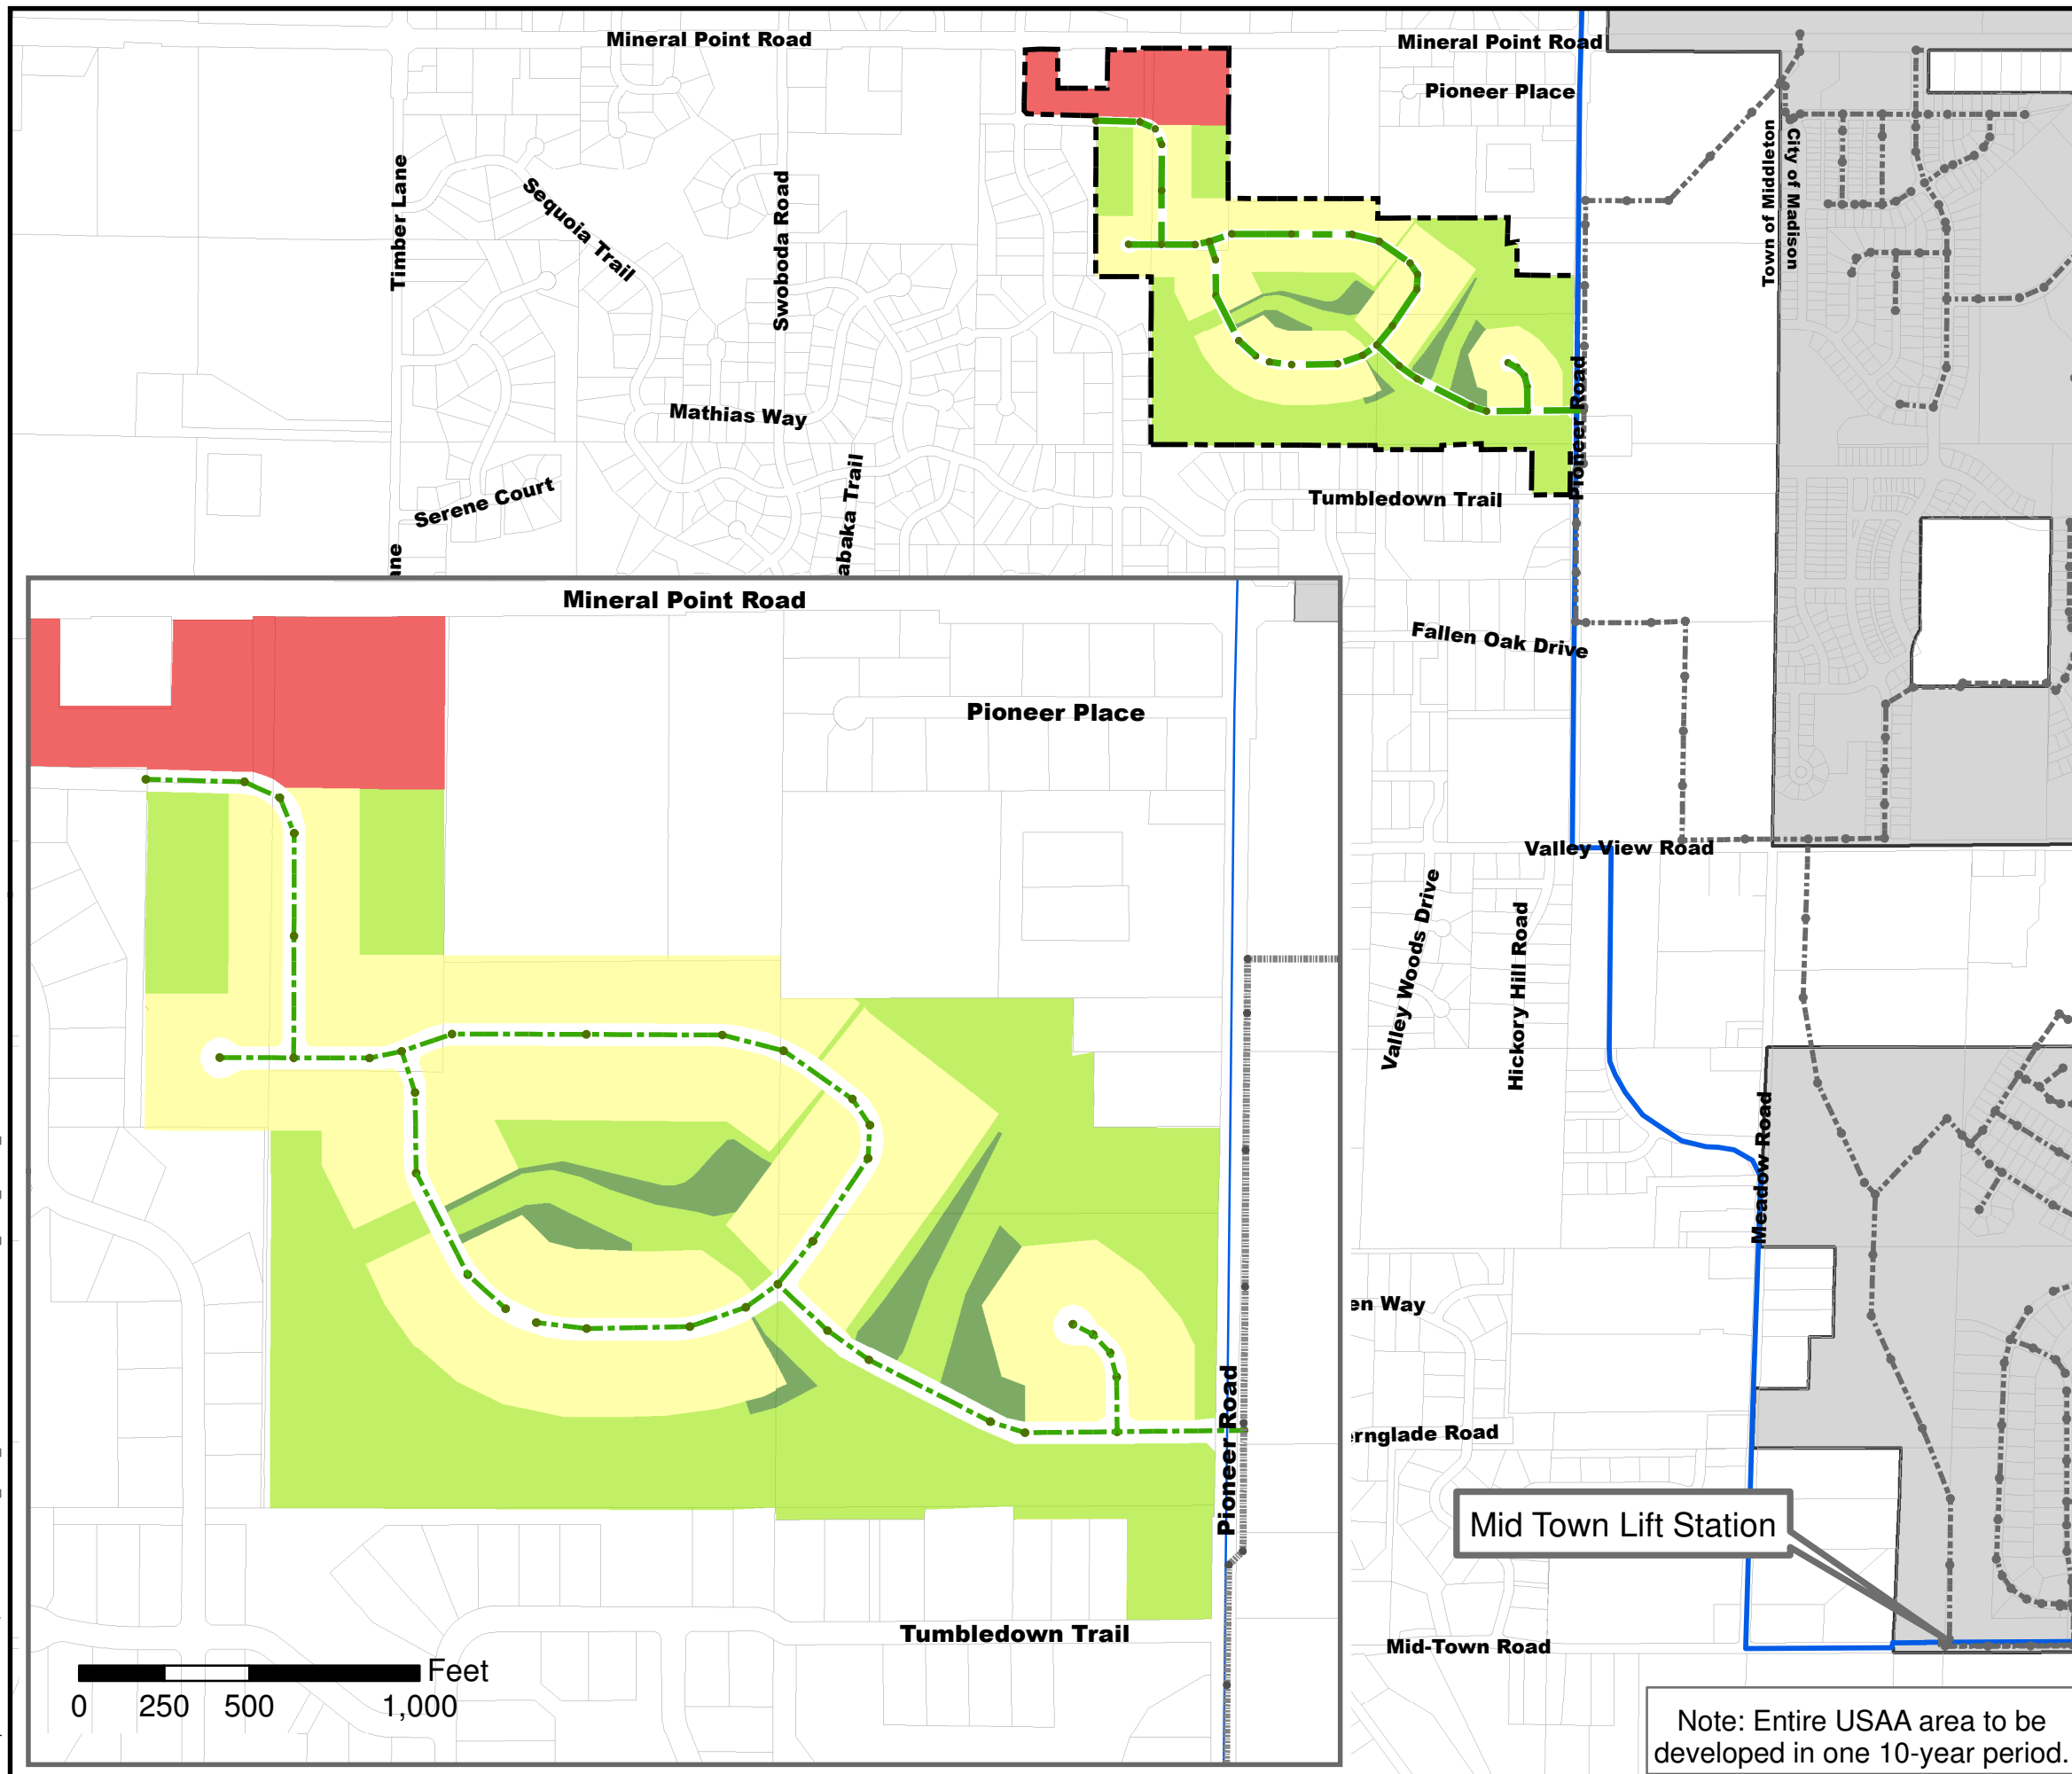 Mineral Point Road
Mineral Point Road
Pioneer Place
Town of Middleton
City of Madison
Timber Lane
Sequoia Trail
Swoboda Road
Mathias Way
Pioneer Road
Serene Court
abaka Trail
Tumbledown Trail
ane
Mineral Point Road
Fallen Oak Drive
Pioneer Place
Valley View Road
Valley Woods Drive
Hickory Hill Road
Meadow Road
en Way
Pioneer Road
ernglade Road
Mid Town Lift Station
Tumbledown Trail
Mid-Town Road
Feet
0 250 500 1,000
Note: Entire USAA area to be
developed in one 10-year period.